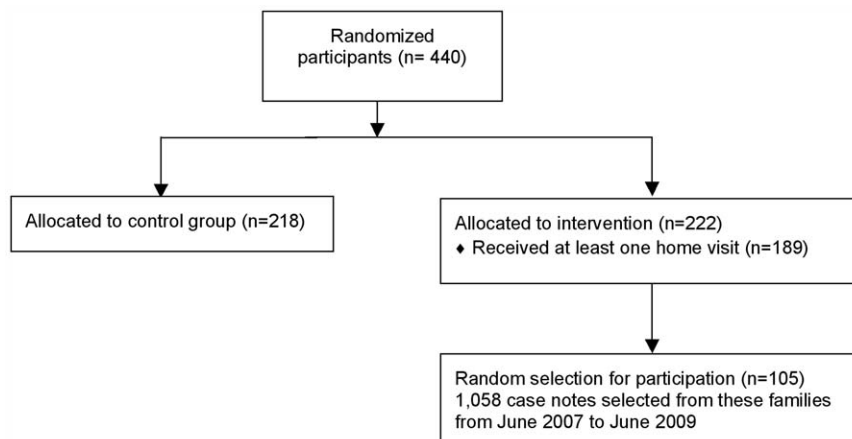 Randomized
participants (n= 440)
Allocated to control group (n=218)
Allocated to intervention (n=222)
♦ Received at least one home visit (n=189)
Random selection for participation (n=105)
1,058 case notes selected from these families
from June 2007 to June 2009